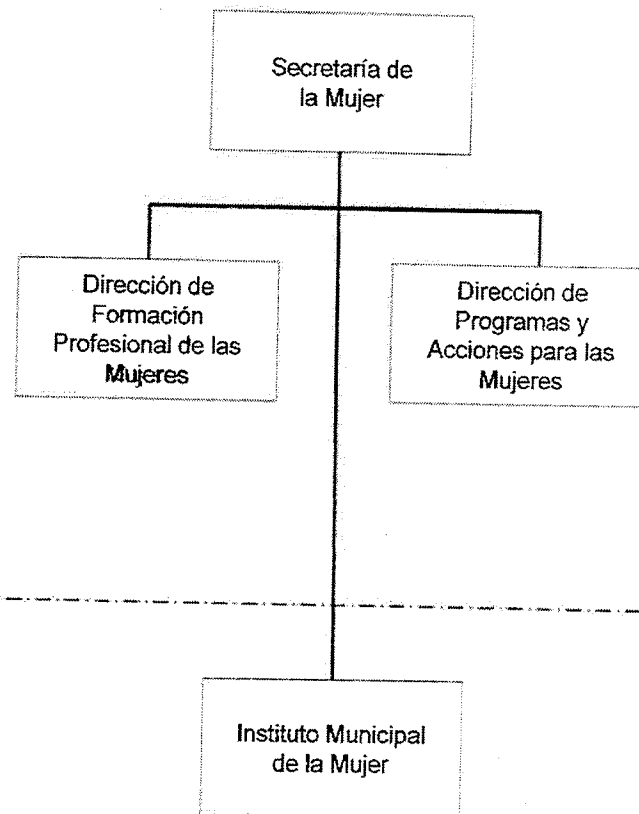 Secretaría de
la Mujer
Dirección de
Formación
Profesional de las
Mujeres
Dirección de
Programas y
Acciones para las
Mujeres
Instituto Municipal
de la Mujer